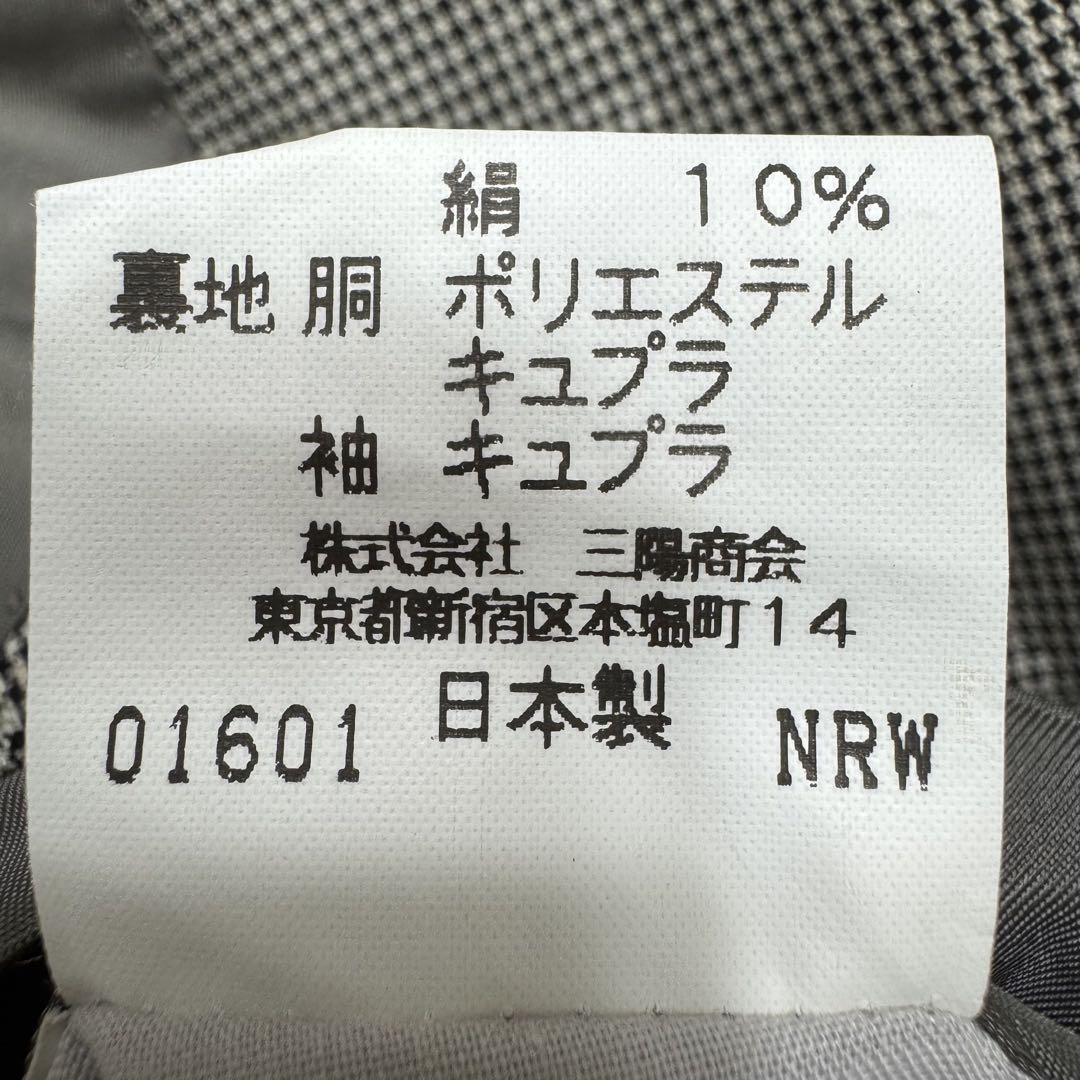 絹 10%
裏地 胴 ポリエステル
キュプラ
袖 キュプラ
株式会社 三陽商会
東京都新宿区本塩町14
日本製
01601 NRW